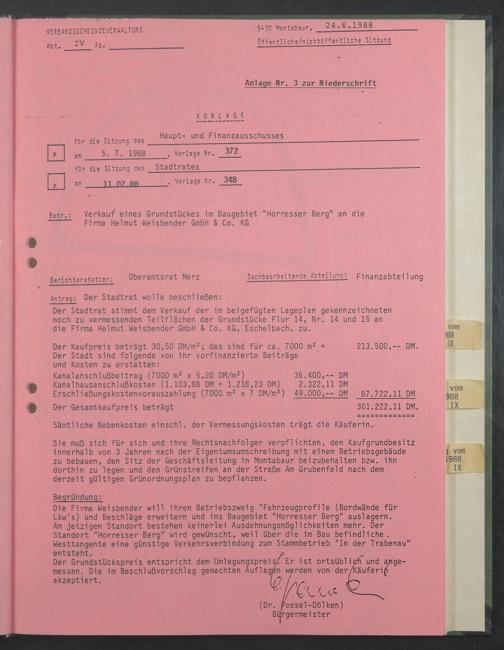 VERBANDSGEMEINDEVERWALTUNG
5430 Montabaur, 24.6.1988
Abt. IV Az.
Öffentliche/nichtöffentliche Sitzung
Anlage Nr. 3 zur Niederschrift
VORLAGE
für die Sitzung des Haupt- und Finanzausschusses
x am 5. 7. 1988 , Vorlage Nr. 372
für die Sitzung des Stadtrates
x am 11.07.88 , Vorlage Nr. 348
Betr.: Verkauf eines Grundstückes im Baugebiet "Horresser Berg" an die
Firma Helmut Weisbender GmbH & Co. KG
Berichterstatter: Oberamtsrat Merz Sachbearbeitende Abteilung: Finanzabteilung
Antrag: Der Stadtrat wolle beschließen:
Der Stadtrat stimmt dem Verkauf der im beigefügten Lageplan gekennzeichneten
noch zu vermessenden Teilflächen der Grundstücke Flur 14, Nr. 14 und 15 an
die Firma Helmut Weisbender GmbH & Co. KG, Eschelbach, zu.
Der Kaufpreis beträgt 30,50 DM/m²; das sind für ca. 7000 m² = 213.500,-- DM.
Der Stadt sind folgende von ihr vorfinanzierte Beiträge
und Kosten zu erstatten:
Kanalanschlußbeitrag (7000 m² x 5,20 DM/m²) 36.400,-- DM
Kanalhausanschlußkosten (1.103,88 DM + 1.218,23 DM) 2.322,11 DM
Erschließungskostenvorauszahlung (7000 m² x 7 DM/m²) 49.000,-- DM 87.722,11 DM
Der Gesamtkaufpreis beträgt 301.222,11 DM.
============
Sämtliche Nebenkosten einschl. der Vermessungskosten trägt die Käuferin.
Sie muß sich für sich und ihre Rechtsnachfolger verpflichten, den Kaufgrundbesitz
innerhalb von 3 Jahren nach der Eigentumsumschreibung mit einem Betriebsgebäude
zu bebauen, den Sitz der Geschäftsleitung in Montabaur beizubehalten bzw. ihn
dorthin zu legen und den Grünstreifen an der Straße Am Grubenfeld nach dem
derzeit gültigen Grünordnungsplan zu bepflanzen.
Begründung:
Die Firma Weisbender will ihren Betriebszweig "Fahrzeugprofile (Bordwände für
Lkw's) und Beschläge erweitern und ins Baugebiet "Horresser Berg" auslagern.
Am jetzigen Standort bestehen keinerlei Ausdehnungsmöglichkeiten mehr. Der
Standort "Horresser Berg" wird gewünscht, weil über die im Bau befindliche
Westtangente eine günstige Verkehrsverbindung zum Stammbetrieb "In der Trabenau"
entsteht.
Der Grundstückspreis entspricht dem Umlegungspreis. Er ist ortsüblich und ange-
messen. Die im Beschlußvorschlag gemachten Auflagen werden von der Käuferin
akzeptiert.
(Dr. Possel-Dölken)
Bürgermeister
vom
988
IX
vom
988
IX
vom
1988
IX